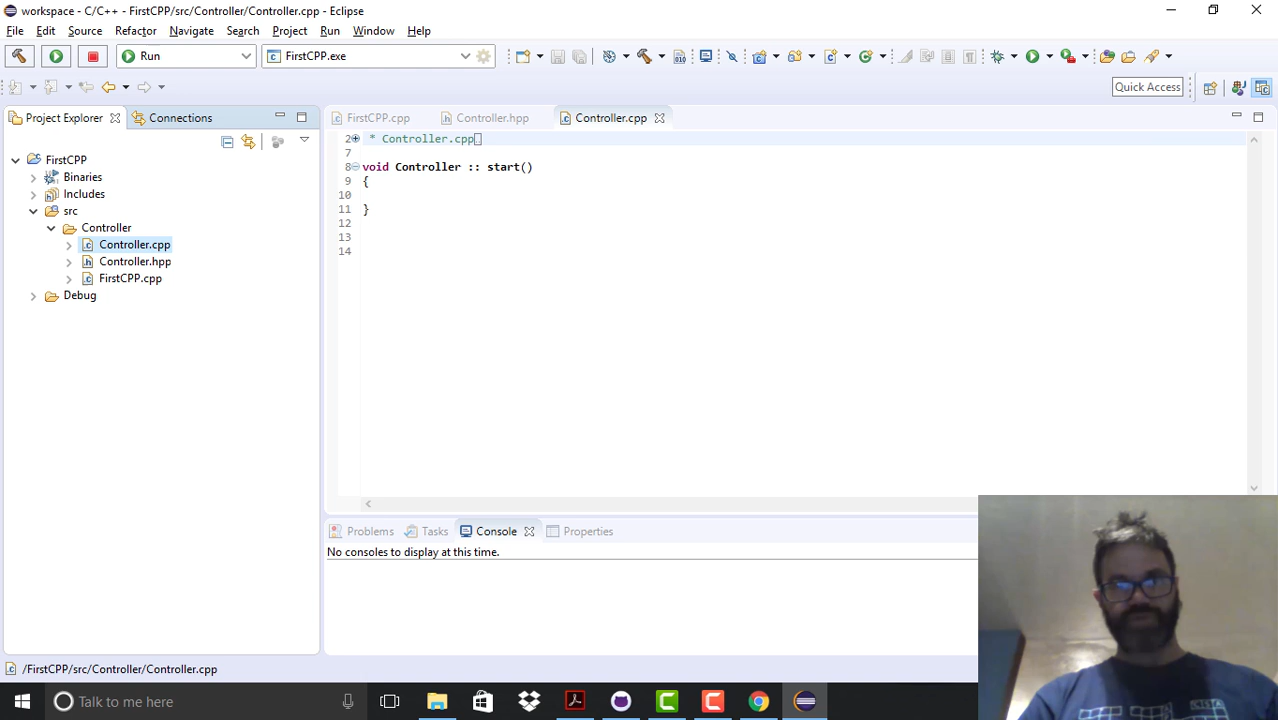 workspace - C/C++ - FirstCPP/src/Controller/Controller.cpp - Eclipse
File Edit Source Refactor Navigate Search Project Run Window Help
Run FirstCPP.exe
Quick Access
Project Explorer Connections
FirstCPP.cpp Controller.hpp Controller.cpp
FirstCPP
Binaries
Includes
src
Controller
Controller.cpp
Controller.hpp
FirstCPP.cpp
Debug
2 * Controller.cpp
7
8 void Controller :: start()
9 {
10
11 }
12
13
14
Problems Tasks Console Properties
No consoles to display at this time.
/FirstCPP/src/Controller/Controller.cpp
Talk to me here